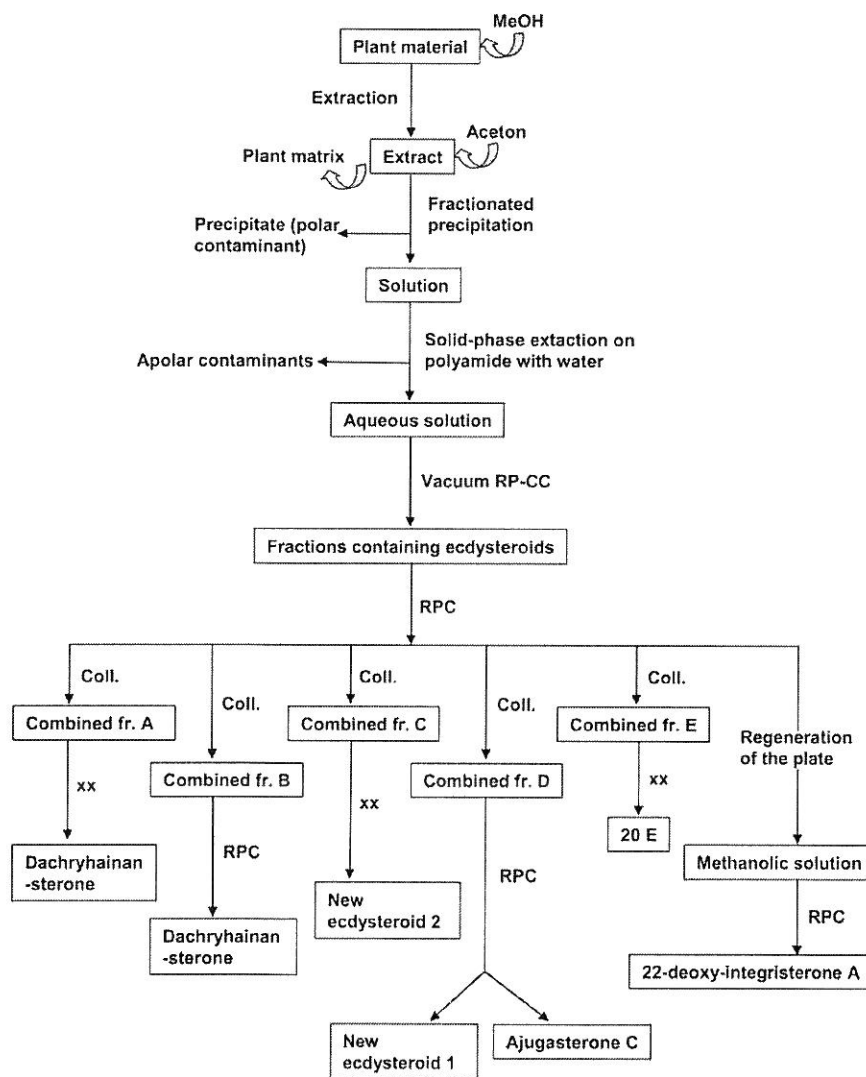 MeOH
Plant material
Extraction
Aceton
Plant matrix
Extract
Fractionated
precipitation
Precipitate (polar
contaminant)
Solution
Solid-phase extaction on
polyamide with water
Apolar contaminants
Aqueous solution
Vacuum RP-CC
Fractions containing ecdysteroids
RPC
Coll.
Coll.
Coll.
Coll.
Coll.
Combined fr. A
Combined fr. C
Combined fr. E
Regeneration
of the plate
Combined fr. B
Combined fr. D
xx
xx
xx
20 E
RPC
RPC
Methanolic solution
Dachryhainan
-sterone
New
ecdysteroid 2
RPC
Dachryhainan
-sterone
22-deoxy-integristerone A
New
ecdysteroid 1
Ajugasterone C